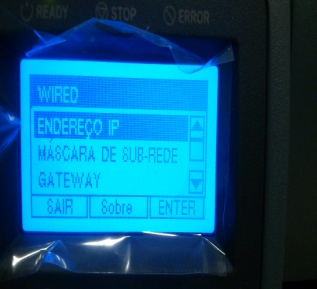 READY STOP ERROR
WIRED
ENDEREÇO IP
MÁSCARA DE SUB-REDE
GATEWAY
SAIR Sobre ENTER